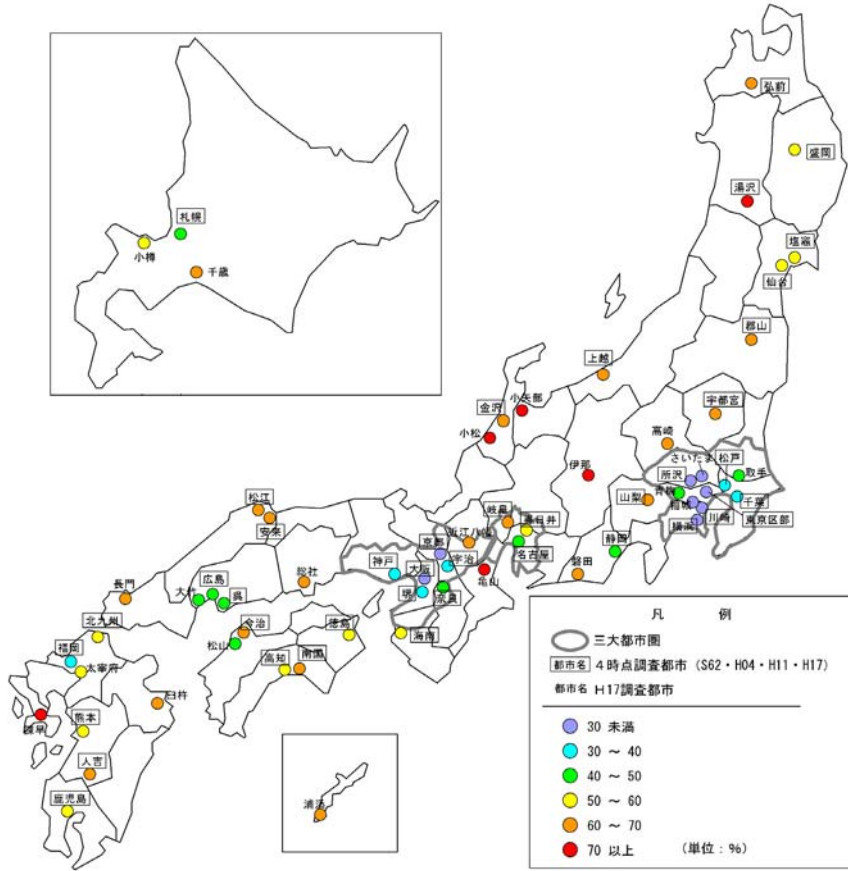 弘前
盛岡
湯沢
塩竈
仙台
札幌
小樽
千歳
郡山
上越
宇都宮
金沢
小矢部
小松
高崎
伊那
さいたま
松戸
所沢
取手
青梅
山梨
稲城
千葉
川崎
横浜
東京区部
松江
安来
岐阜
春日井
近江八幡
京都
宇治
名古屋
静岡
磐田
亀山
神戸
大阪
堺
奈良
総社
広島
大竹
呉
長門
北九州
今治
松山
徳島
海南
高知
南国
福岡
太宰府
臼杵
諫早
熊本
人吉
鹿児島
浦添
凡 例
三大都市圏
都市名 4時点調査都市 (S62・H04・H11・H17)
都市名 H17調査都市
30 未満
30 ～ 40
40 ～ 50
50 ～ 60
60 ～ 70
70 以上 (単位：%)